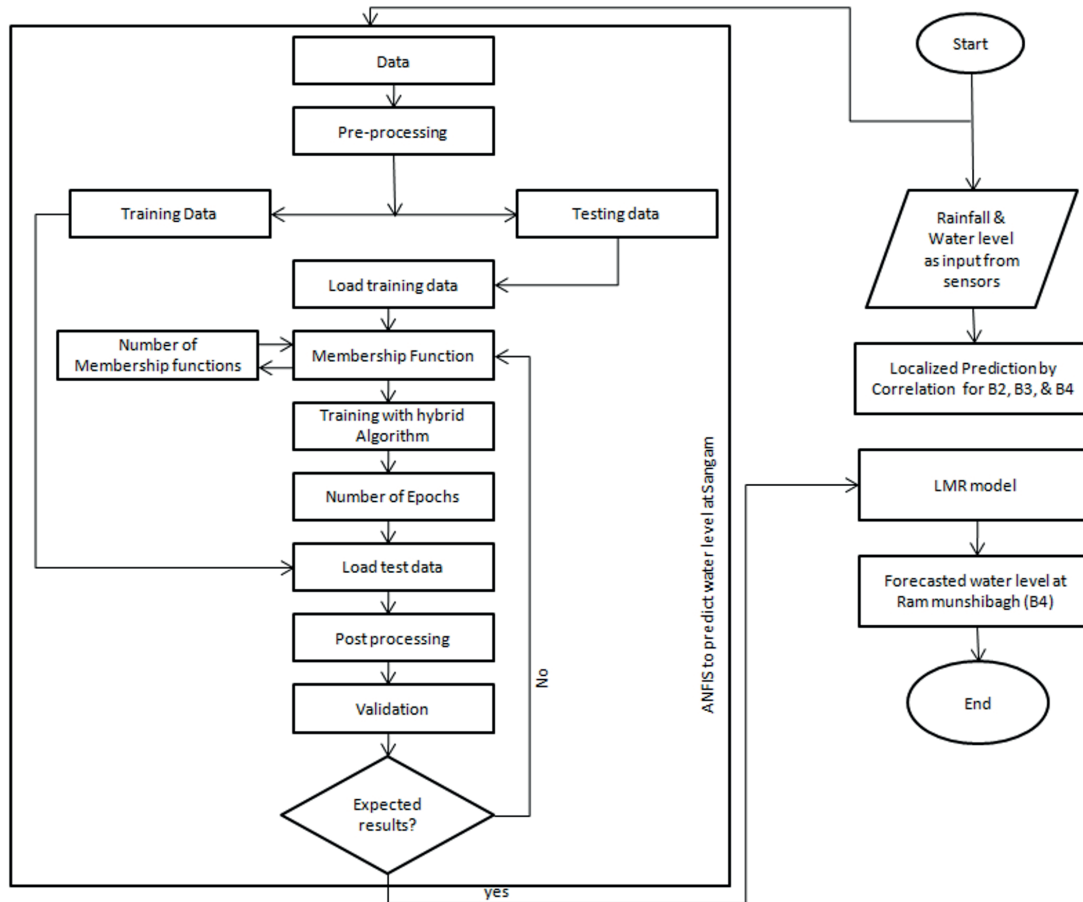 Data
Pre-processing
Training Data
Testing data
Load training data
Number of
Membership functions
Membership Function
Training with hybrid
Algorithm
Number of Epochs
Load test data
Post processing
Validation
Expected
results?
No
yes
ANFIS to predict water level at Sangam
Start
Rainfall &
Water level
as input from
sensors
Localized Prediction by
Correlation for B2, B3, & B4
LMR model
Forecasted water level at
Ram munshibagh (B4)
End